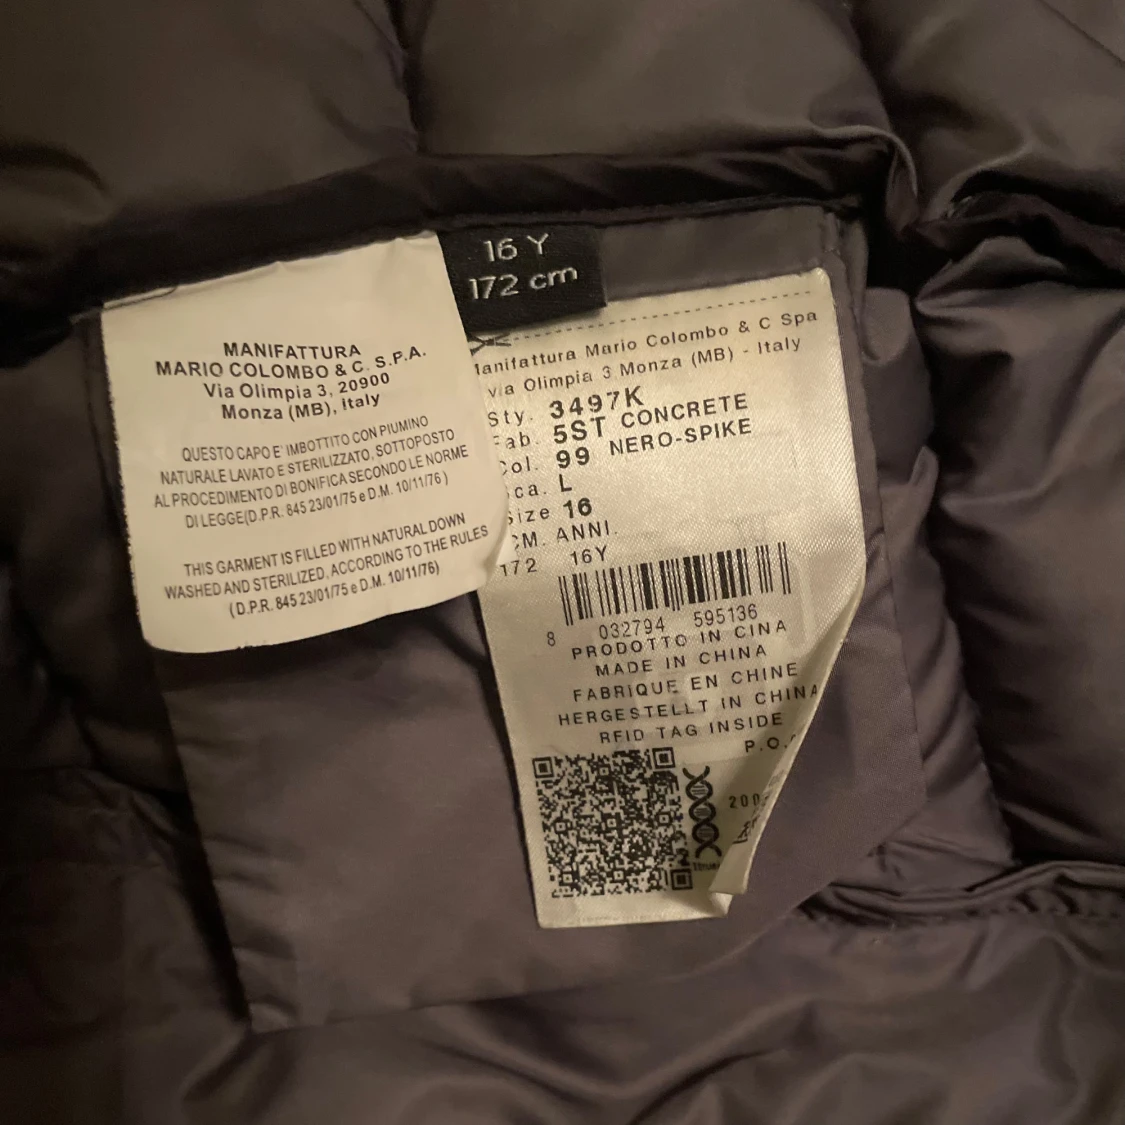 16 Y
172 cm
MANIFATTURA
MARIO COLOMBO & C. S.P.A.
Via Olimpia 3, 20900
Monza (MB), Italy
QUESTO CAPO E' IMBOTTITO CON PIUMINO
NATURALE LAVATO E STERILIZZATO, SOTTOPOSTO
AL PROCEDIMENTO DI BONIFICA SECONDO LE NORME
DI LEGGE(D.P.R. 845 23/01/75 e D.M. 10/11/76 )
THIS GARMENT IS FILLED WITH NATURAL DOWN
WASHED AND STERILIZED, ACCORDING TO THE RULES
( D.P.R. 845 23/01/75 e D.M. 10/11/76)
Manifattura Mario Colombo & C Spa
via Olimpia 3 Monza (MB) - Italy
Sty. 3497K
Fab. 5ST CONCRETE
Col. 99 NERO-SPIKE
sca. L
Size 16
CM. ANNI.
172 16Y
8 032794 595136
PRODOTTO IN CINA
MADE IN CHINA
FABRIQUE EN CHINE
HERGESTELLT IN CHINA
RFID TAG INSIDE
P.O.
200